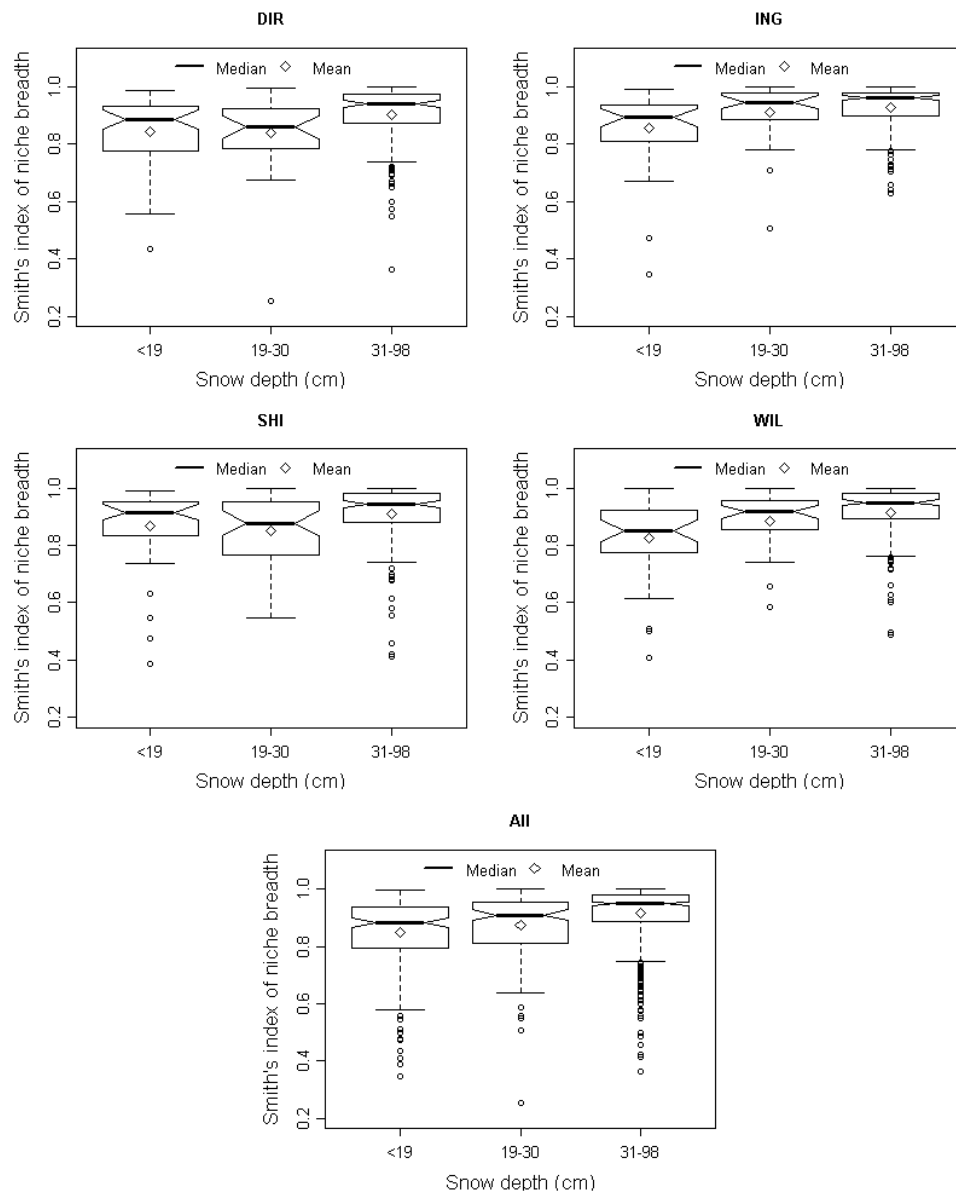 DIR
Median Mean
Smith's index of niche breadth
1.0
0.8
0.6
0.4
0.2
<19 19-30 31-98
Snow depth (cm)
ING
Median Mean
Smith's index of niche breadth
1.0
0.8
0.6
0.4
0.2
<19 19-30 31-98
Snow depth (cm)
SHI
Median Mean
Smith's index of niche breadth
1.0
0.8
0.6
0.4
0.2
<19 19-30 31-98
Snow depth (cm)
WIL
Median Mean
Smith's index of niche breadth
1.0
0.8
0.6
0.4
0.2
<19 19-30 31-98
Snow depth (cm)
All
Median Mean
Smith's index of niche breadth
1.0
0.8
0.6
0.4
0.2
<19 19-30 31-98
Snow depth (cm)